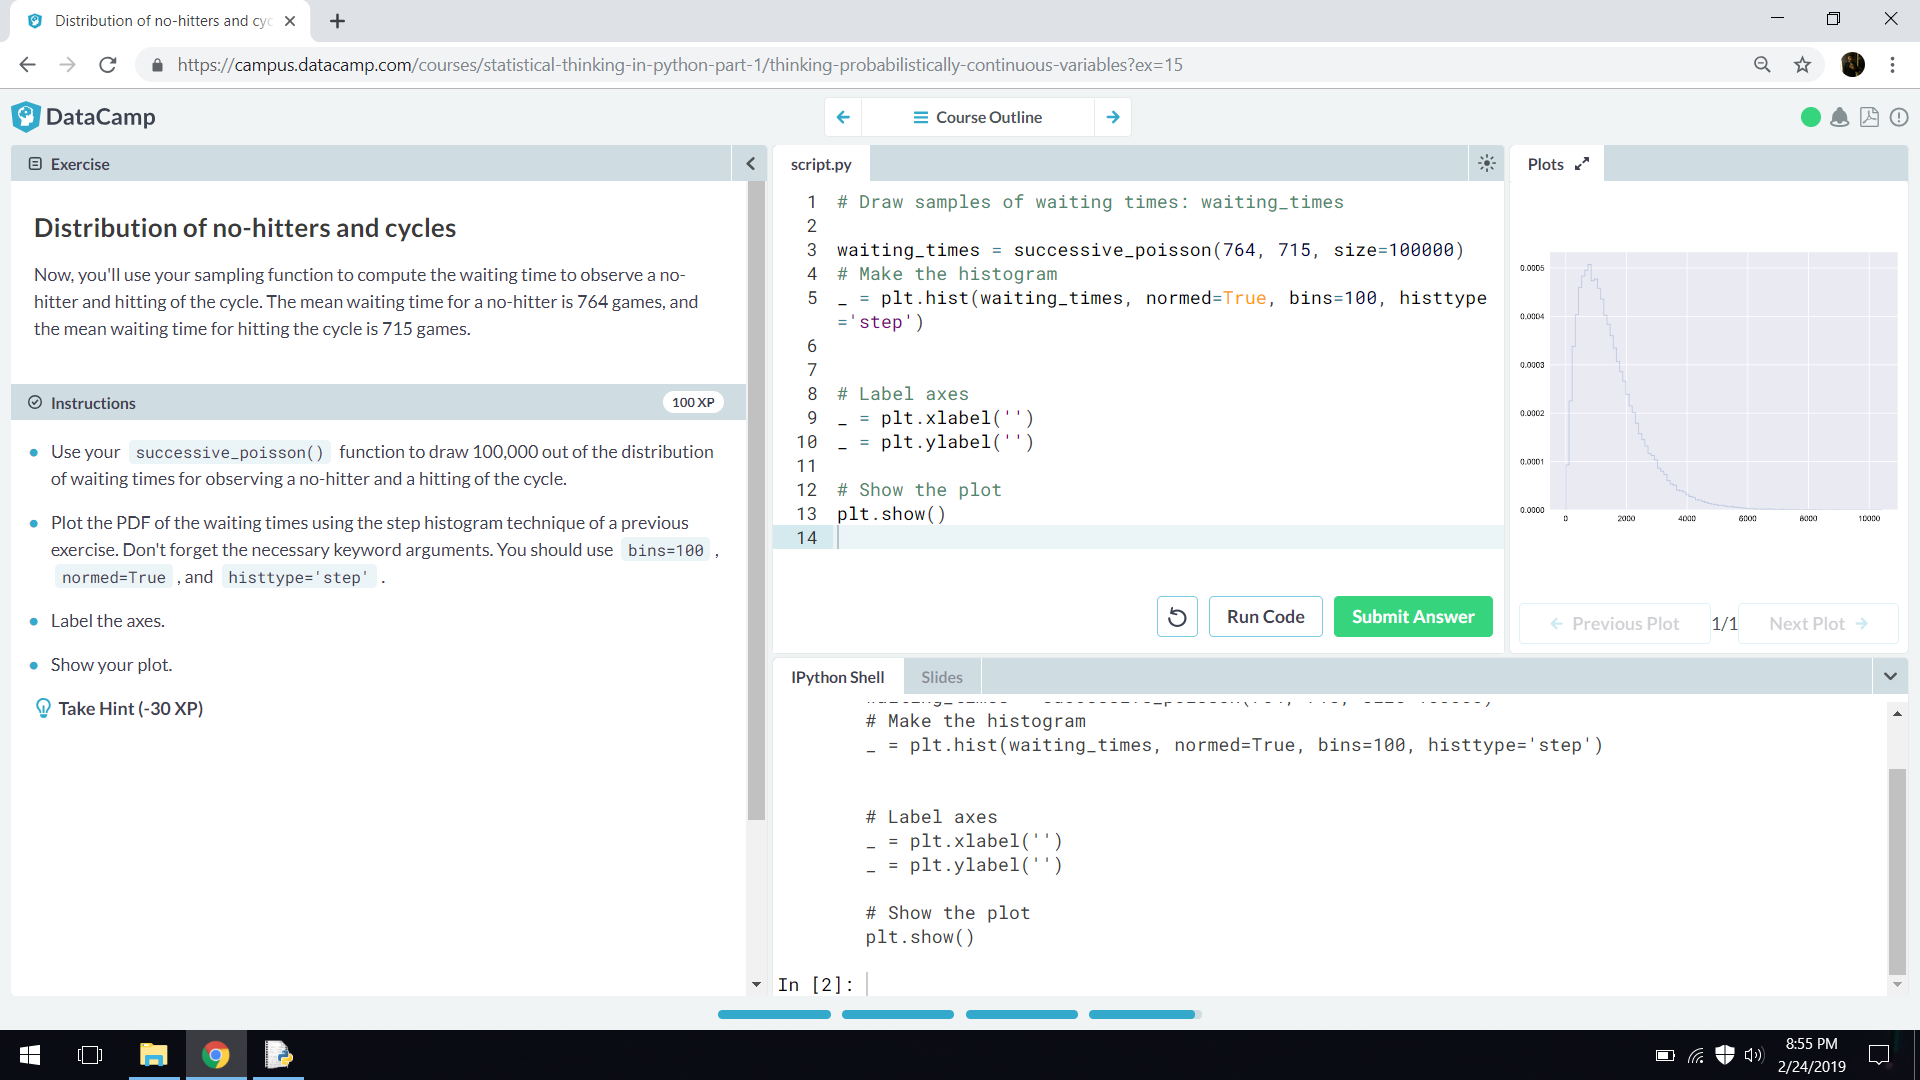 Distribution of no-hitters and cyc
https://campus.datacamp.com/courses/statistical-thinking-in-python-part-1/thinking-probabilistically-continuous-variables?ex=15
DataCamp
Course Outline
Exercise
Distribution of no-hitters and cycles
Now, you'll use your sampling function to compute the waiting time to observe a no-
hitter and hitting of the cycle. The mean waiting time for a no-hitter is 764 games, and
the mean waiting time for hitting the cycle is 715 games.
Instructions
100 XP
Use your successive_poisson() function to draw 100,000 out of the distribution
of waiting times for observing a no-hitter and a hitting of the cycle.
Plot the PDF of the waiting times using the step histogram technique of a previous
exercise. Don't forget the necessary keyword arguments. You should use bins=100 ,
normed=True , and histtype='step' .
Label the axes.
Show your plot.
Take Hint (-30 XP)
script.py
1 # Draw samples of waiting times: waiting_times
2
3 waiting_times = successive_poisson(764, 715, size=100000)
4 # Make the histogram
5 _ = plt.hist(waiting_times, normed=True, bins=100, histtype
='step')
6
7
8 # Label axes
9 _ = plt.xlabel('')
10 _ = plt.ylabel('')
11
12 # Show the plot
13 plt.show()
14
Run Code
Submit Answer
Plots
0.0005
0.0004
0.0003
0.0002
0.0001
0.0000
0 2000 4000 6000 8000 10000
Previous Plot
1/1
Next Plot
IPython Shell
Slides
# Make the histogram
_ = plt.hist(waiting_times, normed=True, bins=100, histtype='step')
# Label axes
_ = plt.xlabel('')
_ = plt.ylabel('')
# Show the plot
plt.show()
In [2]:
8:55 PM
2/24/2019